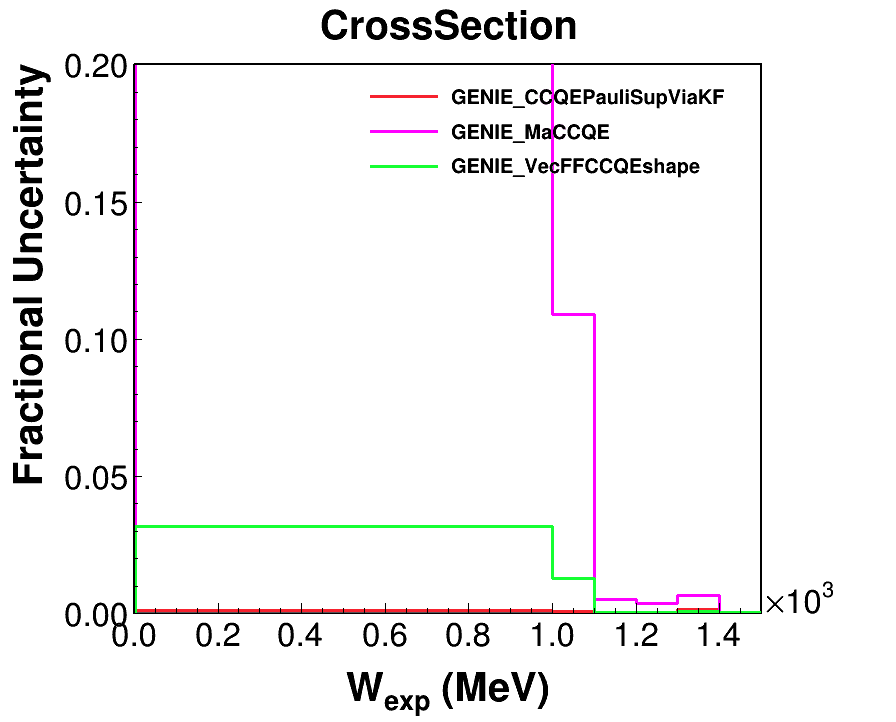 CrossSection
Fractional Uncertainty
0.20
0.15
0.10
0.05
0.00
GENIE_CCQEPauliSupViaKF
GENIE_MaCCQE
GENIE_VecFFCCQEshape
0.0 0.2 0.4 0.6 0.8 1.0 1.2 1.4
×10³
W_exp (MeV)